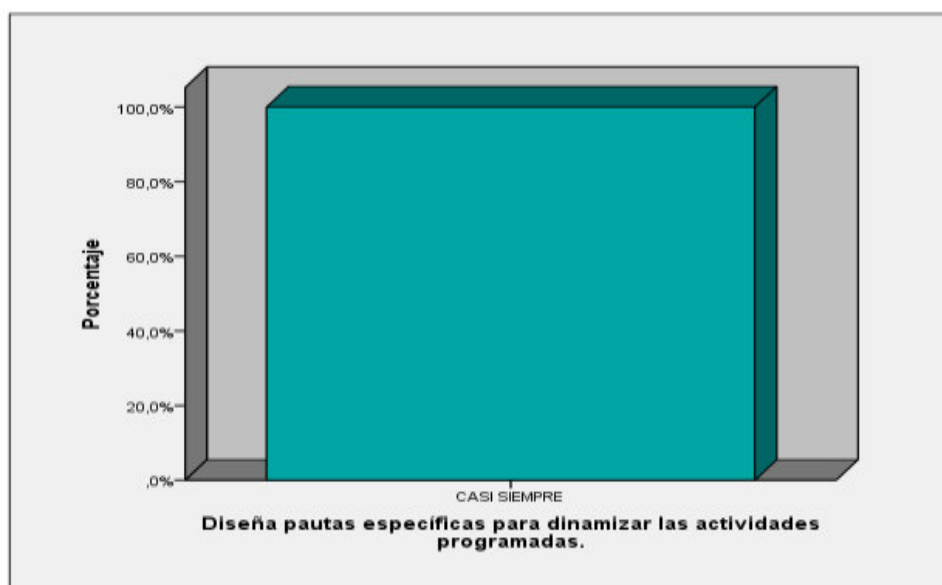 Porcentaje
100,0%
80,0%
60,0%
40,0%
20,0%
,0%
CASI SIEMPRE
Diseña pautas específicas para dinamizar las actividades
programadas.